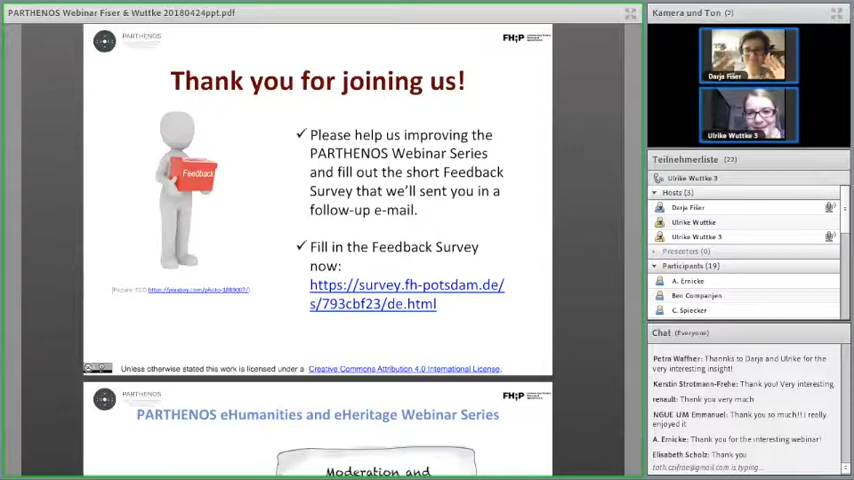 PARTHENOS Webinar Fiser & Wuttke 20180424ppt.pdf
PARTHENOS
FH;P
Thank you for joining us!
Feedback
✓ Please help us improving the
PARTHENOS Webinar Series
and fill out the short Feedback
Survey that we'll sent you in a
follow-up e-mail.
✓ Fill in the Feedback Survey
now:
https://survey.fh-potsdam.de/
s/793cbf23/de.html
Unless otherwise stated this work is licensed under a Creative Commons Attribution 4.0 International License.
PARTHENOS
FH;P
PARTHENOS eHumanities and eHeritage Webinar Series
Moderation and
Kamera und Ton (2)
Darja Fišer
Ulrike Wuttke 3
Teilnehmerliste (22)
Ulrike Wuttke 3
Hosts (3)
Darja Fišer
Ulrike Wuttke
Ulrike Wuttke 3
Presenters (0)
Participants (19)
A. Ernicke
Ben Companjen
C. Spiecker
Chat (Everyone)
Petra Waffner: Thannks to Darja and Ulrike for the
very interesting insight!
Kerstin Strotmann-Frehe: Thank you! Very interesting
renault: Thank you very much
NGUE UM Emmanuel: Thank you so much!!! I really
enjoyed it
A. Ernicke: Thank you for the interesting webinar!
Elisabeth Scholz: Thank you
toth.czifrae@gmail.com is typing...